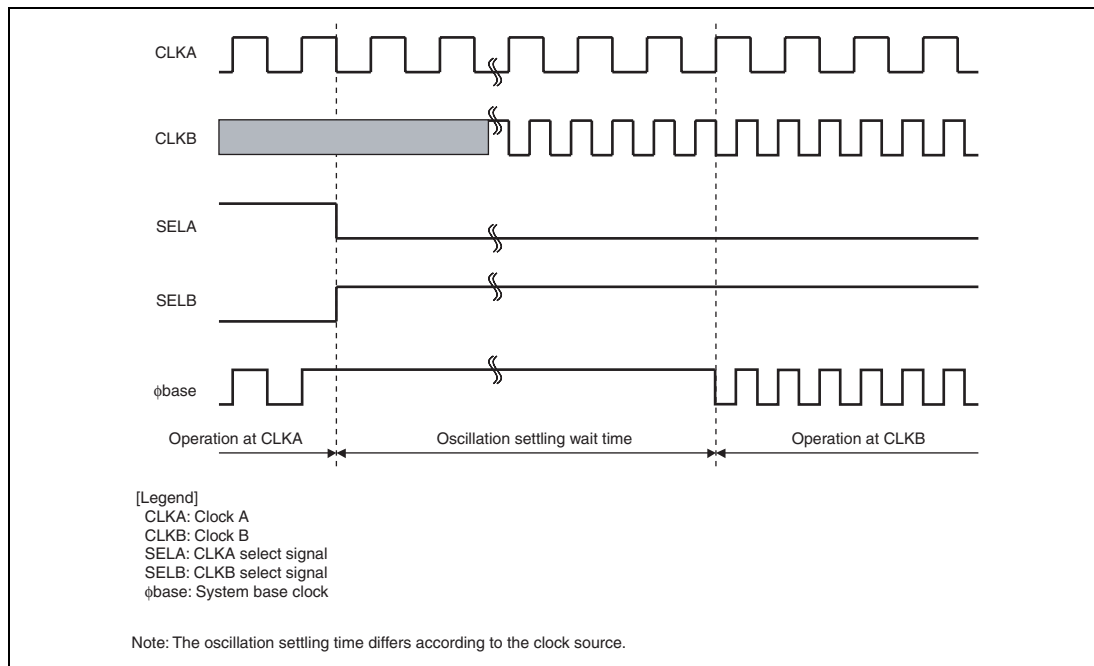 CLKA
CLKB
SELA
SELB
ϕbase
Operation at CLKA
Oscillation settling wait time
Operation at CLKB
[Legend]
CLKA: Clock A
CLKB: Clock B
SELA: CLKA select signal
SELB: CLKB select signal
ϕbase: System base clock
Note: The oscillation settling time differs according to the clock source.